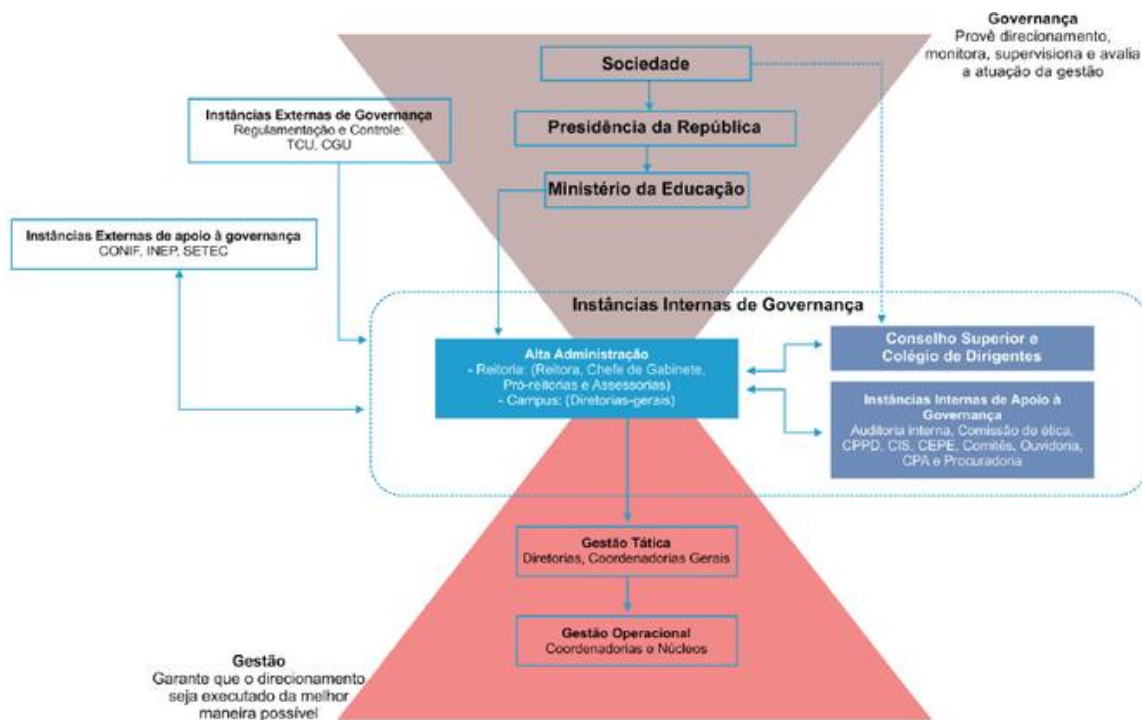 Governança
Provê direcionamento,
monitora, supervisiona e avalia
a atuação da gestão
Sociedade
Instâncias Externas de Governança
Regulamentação e Controle:
TCU, CGU
Presidência da República
Ministério da Educação
Instâncias Externas de apoio à governança
CONIF, INEP, SETEC
Instâncias Internas de Governança
Alta Administração
- Reitoria: (Reitora, Chefe de Gabinete,
Pró-reitorias e Assessorias)
- Campus: (Diretorias-gerais)
Conselho Superior e
Colégio de Dirigentes
Instâncias Internas de Apoio à
Governança
Auditoria interna, Comissão de ética,
CPPD, CIS, CEPE, Comitês, Ouvidoria,
CPA e Procuradoria
Gestão Tática
Diretorias, Coordenadorias Gerais
Gestão Operacional
Coordenadorias e Núcleos
Gestão
Garante que o direcionamento
seja executado da melhor
maneira possível